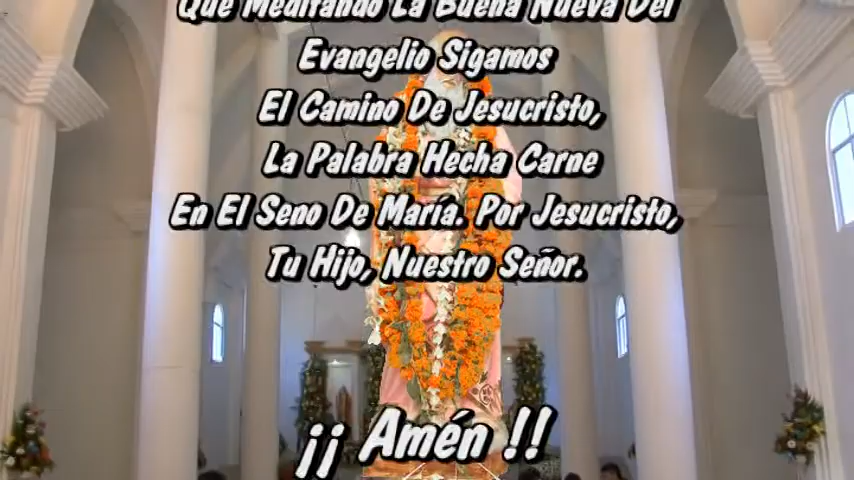 Que Meditando La Buena Nueva Del
Evangelio Sigamos
El Camino De Jesucristo,
La Palabra Hecha Carne
En El Seno De María. Por Jesucristo,
Tu Hijo, Nuestro Señor.
¡¡ Amén !!